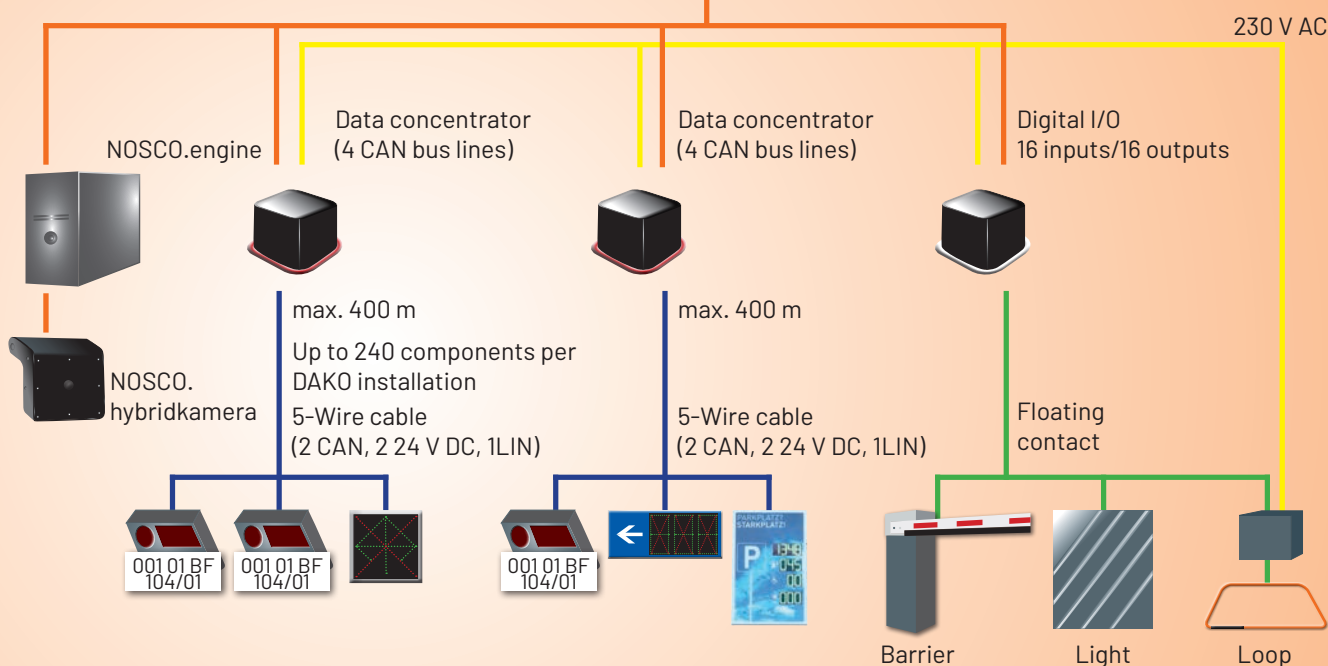 230 V AC
NOSCO.engine
Data concentrator
(4 CAN bus lines)
Data concentrator
(4 CAN bus lines)
Digital I/O
16 inputs/16 outputs
max. 400 m
Up to 240 components per
DAKO installation
5-Wire cable
(2 CAN, 2 24 V DC, 1LIN)
max. 400 m
5-Wire cable
(2 CAN, 2 24 V DC, 1LIN)
NOSCO.
hybridkamera
Floating
contact
001 01 BF
104/01
001 01 BF
104/01
001 01 BF
104/01
PARKPLATZ!
STARKPLATZ!
P
045
00
000
Barrier
Light
Loop